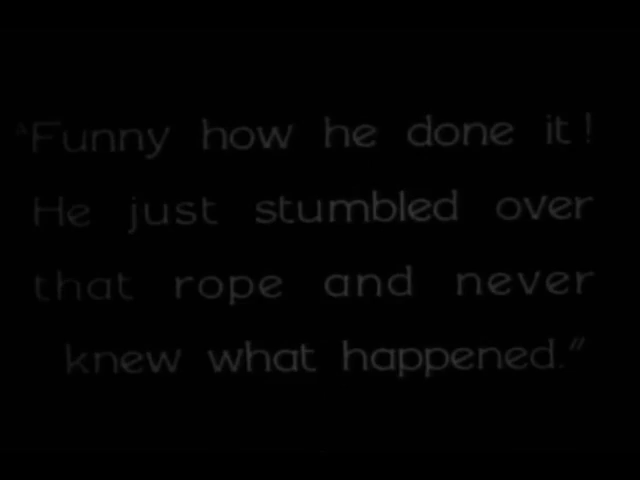 "Funny how he done it!
He just stumbled over
that rope and never
knew what happened."